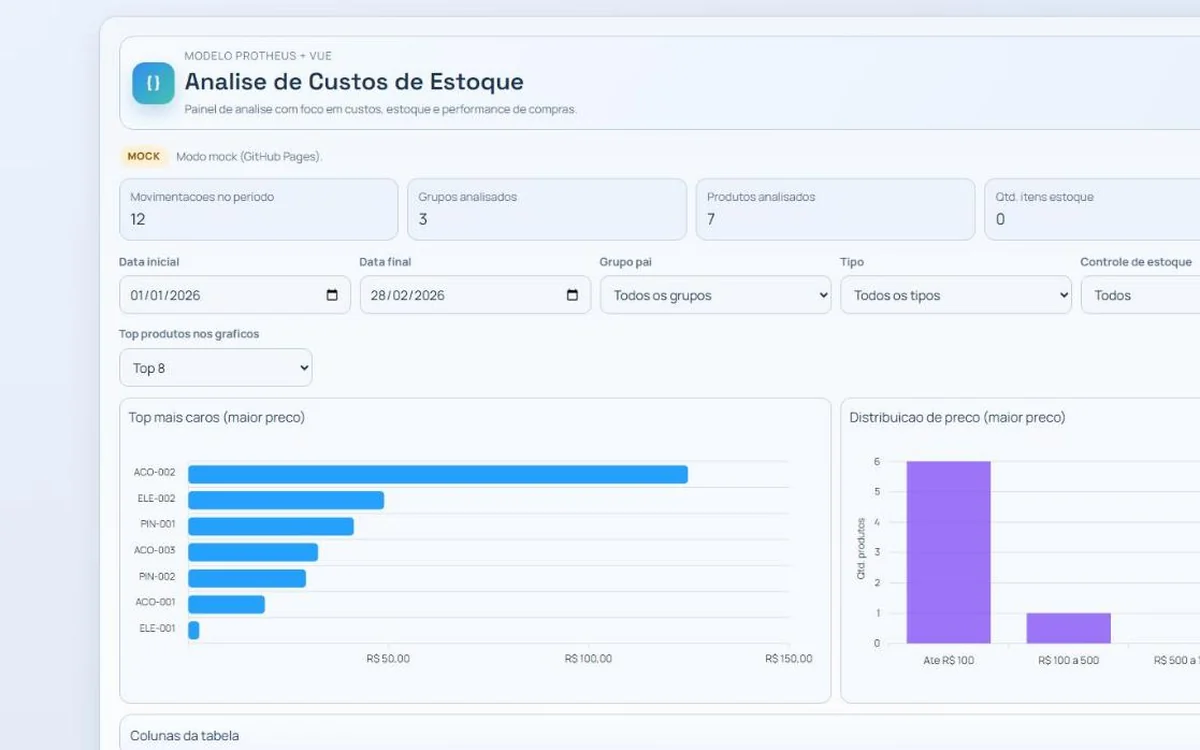 MODELO PROTHEUS + VUE
Analise de Custos de Estoque
Painel de analise com foco em custos, estoque e performance de compras.
MOCK Modo mock (GitHub Pages).
Movimentacoes no periodo
12
Grupos analisados
3
Produtos analisados
7
Qtd. itens estoque
0
Data inicial
01/01/2026
Data final
28/02/2026
Grupo pai
Todos os grupos
Tipo
Todos os tipos
Controle de estoque
Todos
Top produtos nos graficos
Top 8
Top mais caros (maior preco)
ACO-002
ELE-002
PIN-001
ACO-003
PIN-002
ACO-001
ELE-001
R$ 50,00 R$ 100,00 R$ 150,00
Distribuicao de preco (maior preco)
Qtd. produtos
6
5
4
3
2
1
0
Ate R$ 100 R$ 100 a 500 R$ 500 a
Colunas da tabela